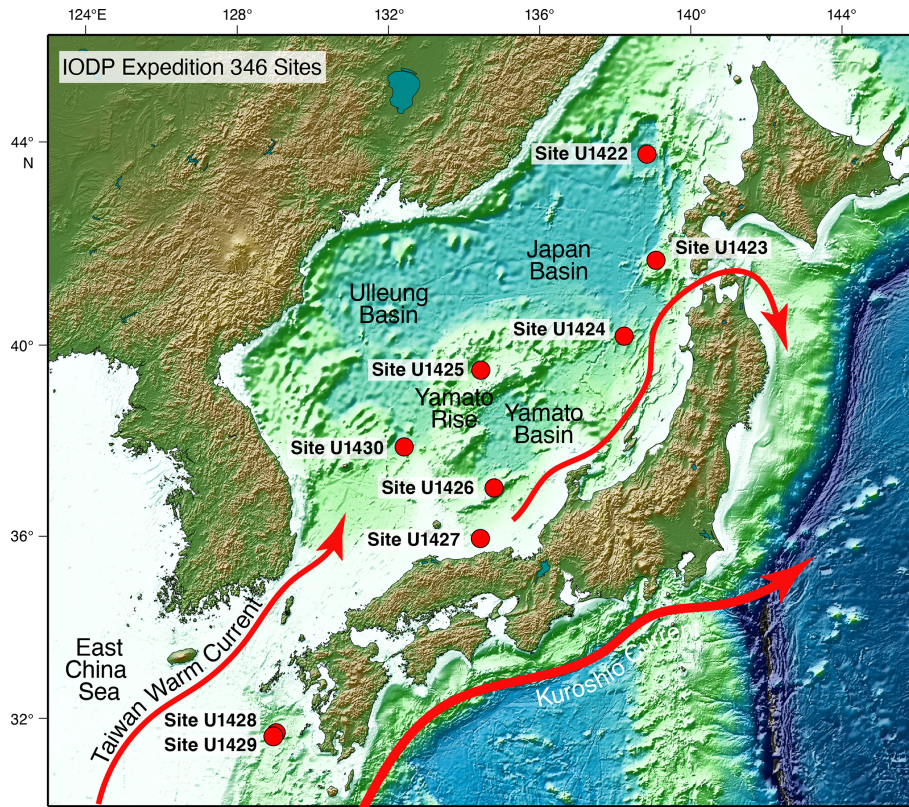 124°E
128°
132°
136°
140°
144°
IODP Expedition 346 Sites
44°
N
Site U1422
Site U1423
Japan
Basin
Ulleung
Basin
Site U1424
40°
Site U1425
Yamato
Rise
Yamato
Basin
Site U1430
Site U1426
36°
Site U1427
Taiwan Warm Current
East
China
Sea
Kuroshio Curren
32°
Site U1428
Site U1429